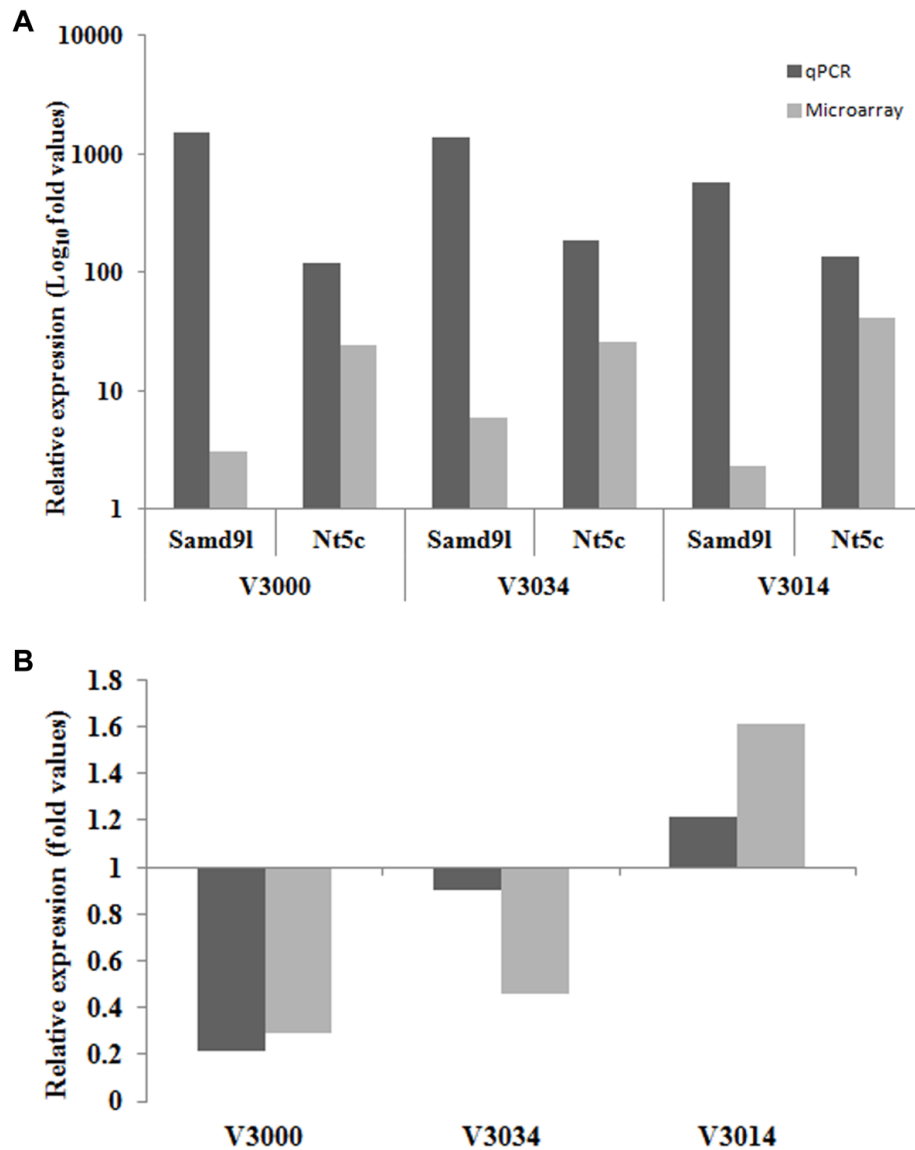 A
Relative expression (Log10 fold values)
10000
1000
100
10
1
qPCR
Microarray
Samd9l Nt5c Samd9l Nt5c Samd9l Nt5c
V3000 V3034 V3014
B
Relative expression (fold values)
1.8
1.6
1.4
1.2
1
0.8
0.6
0.4
0.2
0
V3000 V3034 V3014